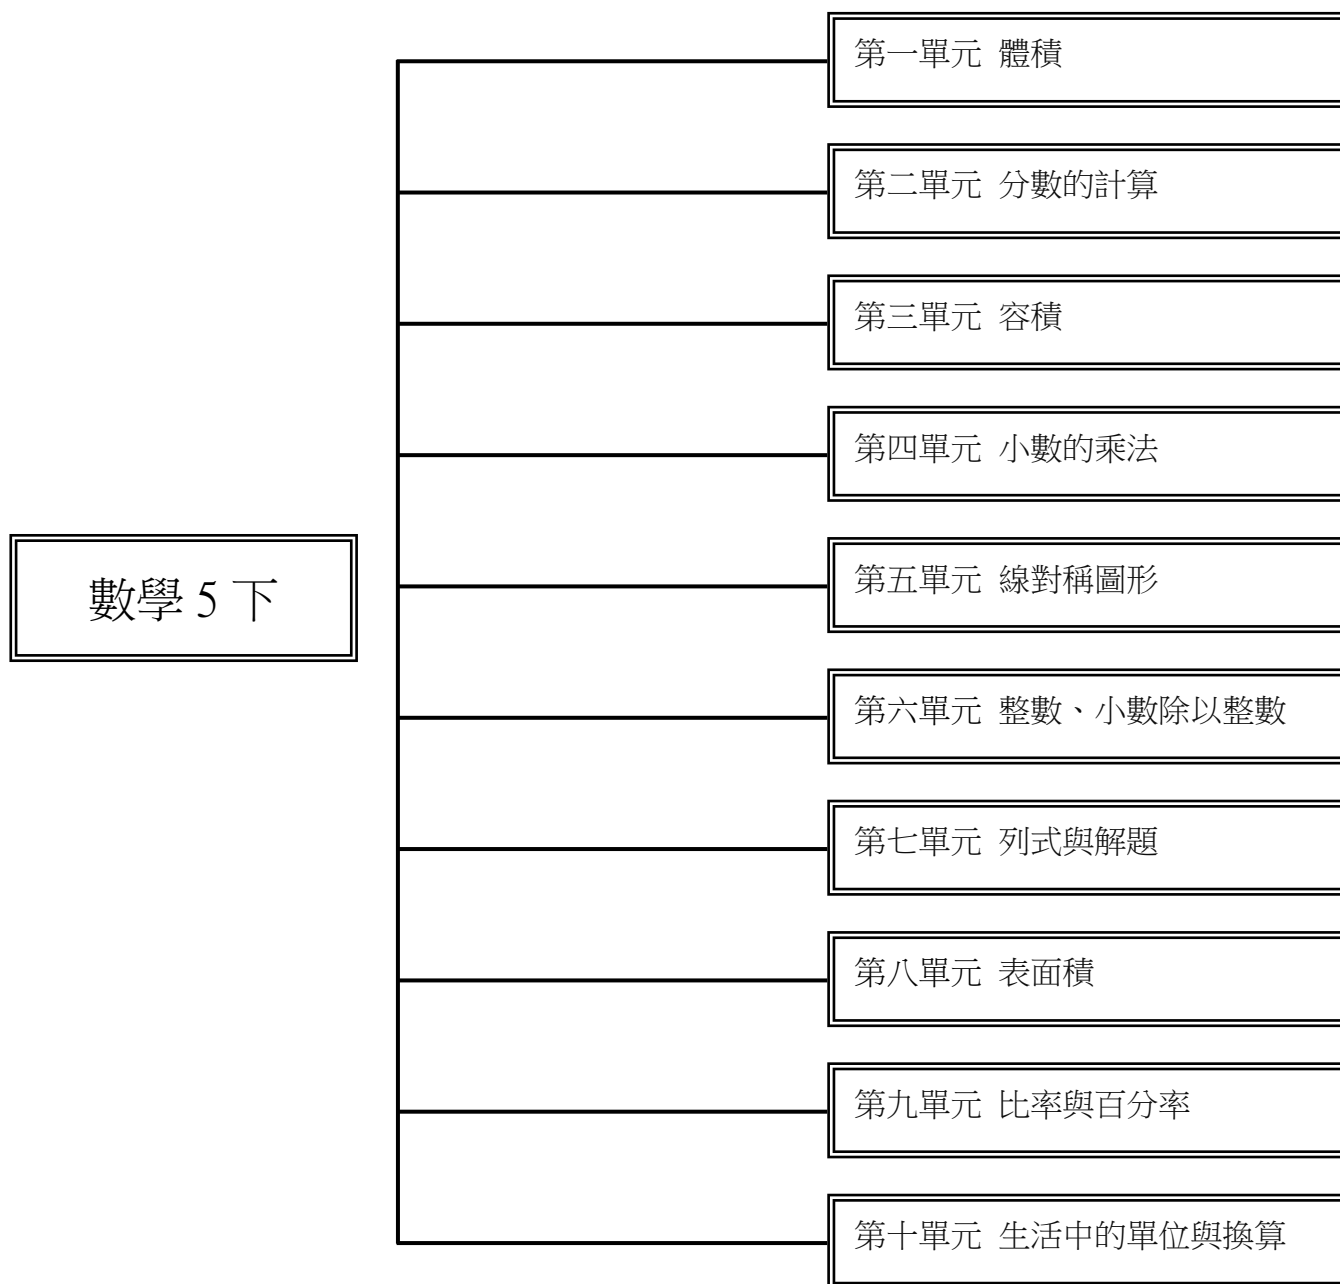 第一單元 體積
第二單元 分數的計算
第三單元 容積
第四單元 小數的乘法
數學 5 下
第五單元 線對稱圖形
第六單元 整數、小數除以整數
第七單元 列式與解題
第八單元 表面積
第九單元 比率與百分率
第十單元 生活中的單位與換算